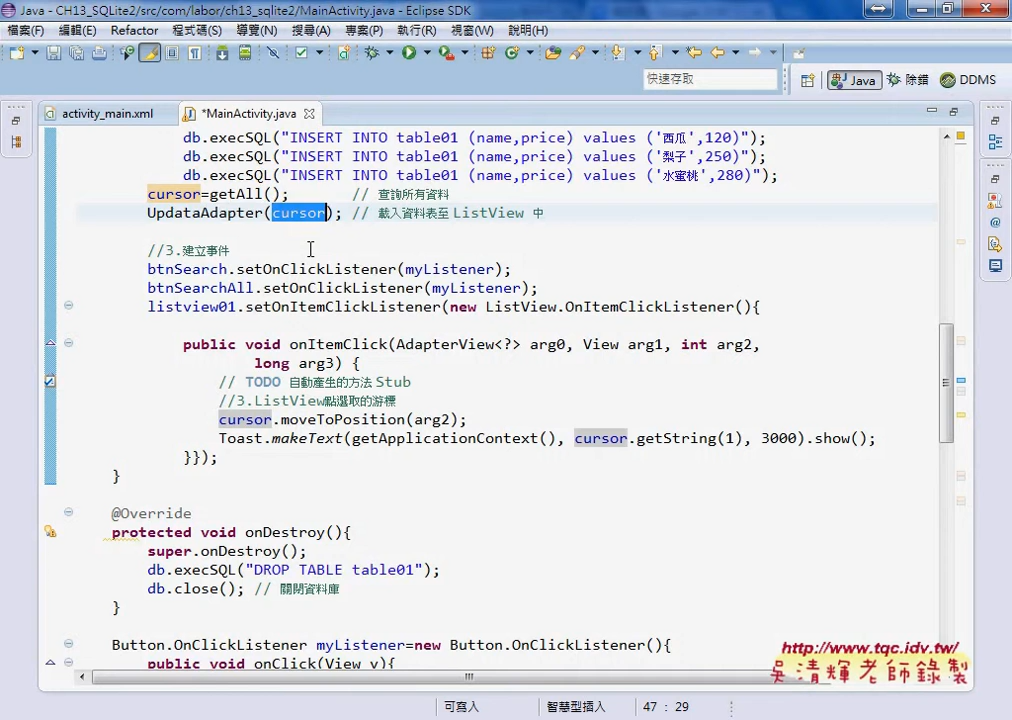 Java - CH13_SQLite2/src/com/labor/ch13_sqlite2/MainActivity.java - Eclipse SDK
檔案(F) 編輯(E) Refactor 程式碼(S) 導覽(N) 搜尋(A) 專案(P) 執行(R) 視窗(W) 說明(H)
快速存取 Java 除錯 DDMS
activity_main.xml *MainActivity.java
db.execSQL("INSERT INTO table01 (name,price) values ('西瓜',120)");
db.execSQL("INSERT INTO table01 (name,price) values ('梨子',250)");
db.execSQL("INSERT INTO table01 (name,price) values ('水蜜桃',280)");
cursor=getAll(); // 查詢所有資料
UpdataAdapter(cursor); // 載入資料表至 ListView 中
//3.建立事件
btnSearch.setOnClickListener(myListener);
btnSearchAll.setOnClickListener(myListener);
listview01.setOnItemClickListener(new ListView.OnItemClickListener(){
public void onItemClick(AdapterView<?> arg0, View arg1, int arg2,
long arg3) {
// TODO 自動產生的方法 Stub
//3.ListView點選取的游標
cursor.moveToPosition(arg2);
Toast.makeText(getApplicationContext(), cursor.getString(1), 3000).show();
}});
}
@Override
protected void onDestroy(){
super.onDestroy();
db.execSQL("DROP TABLE table01");
db.close(); // 關閉資料庫
}
Button.OnClickListener myListener=new Button.OnClickListener(){
public void onClick(View v){
http://www.tqc.idv.tw/
吳清輝老師錄製
可寫入 智慧型插入 47 : 29